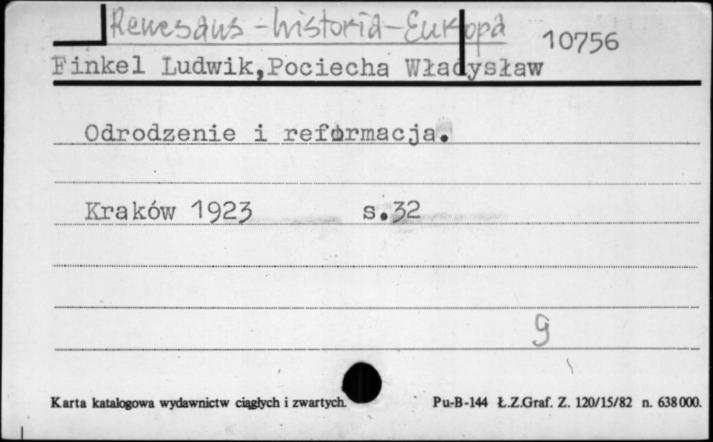 Renesans - historia - Europa 10756
Finkel Ludwik,Pociecha Władysław
Odrodzenie i reformacja.
Kraków 1923 s.32
9
Karta katalogowa wydawnictw ciągłych i zwartych. Pu-B-144 Ł.Z.Graf. Z. 120/15/82 n. 638000.